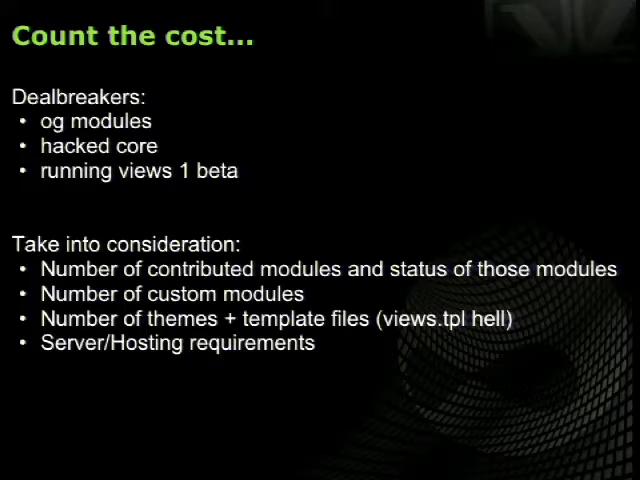 Count the cost...
Dealbreakers:
• og modules
• hacked core
• running views 1 beta
Take into consideration:
• Number of contributed modules and status of those modules
• Number of custom modules
• Number of themes + template files (views.tpl hell)
• Server/Hosting requirements